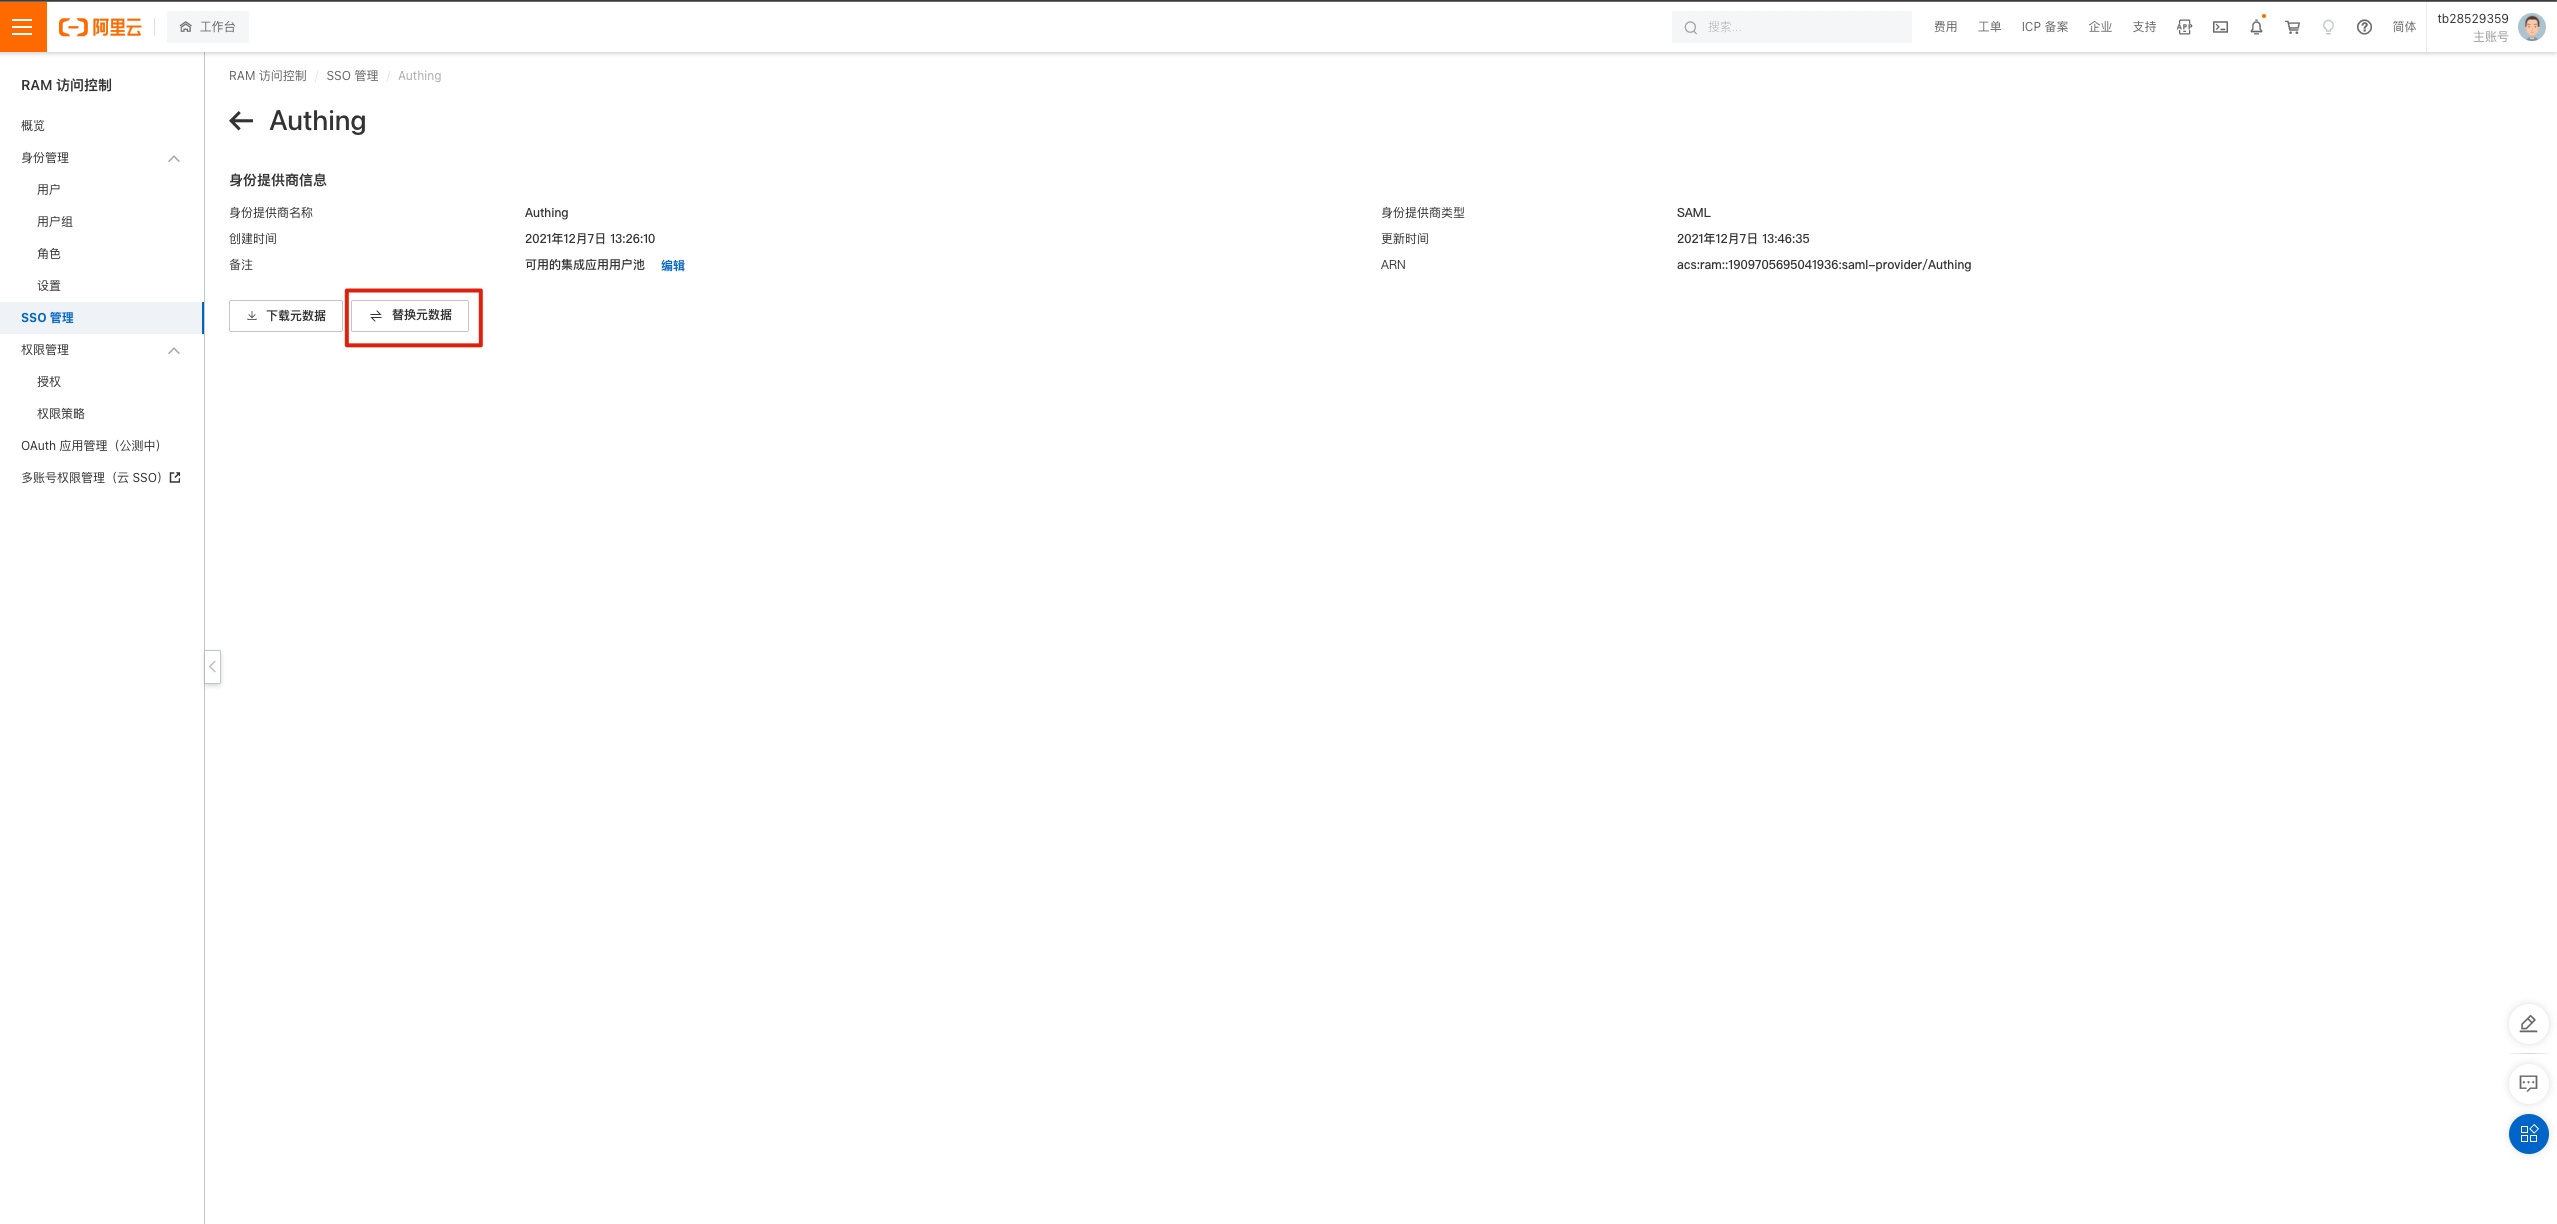 阿里云 工作台 搜索... 费用 工单 ICP 备案 企业 支持 APP 简体 tb28529359
主账号
RAM 访问控制
概览
身份管理
用户
用户组
角色
设置
SSO 管理
权限管理
授权
权限策略
OAuth 应用管理（公测中）
多账号权限管理（云 SSO）
RAM 访问控制 / SSO 管理 / Authing
Authing
身份提供商信息
身份提供商名称 Authing 身份提供商类型 SAML
创建时间 2021年12月7日 13:26:10 更新时间 2021年12月7日 13:46:35
备注 可用的集成应用用户池 编辑 ARN acs:ram::1909705695041936:saml-provider/Authing
下载元数据 替换元数据